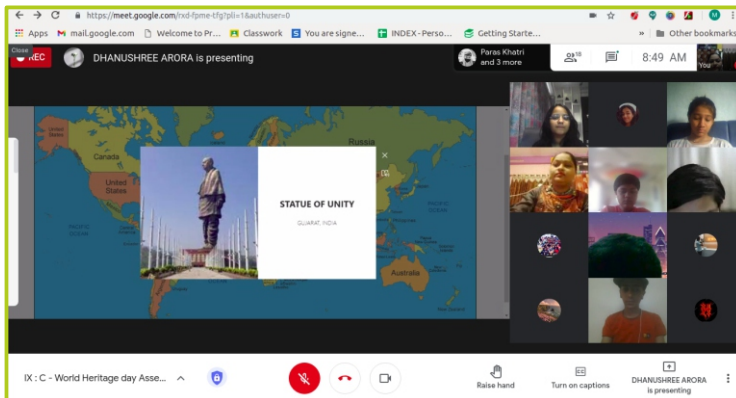 https://meet.google.com/rxd-fpme-tfg?pli=1&authuser=0
Apps M mail.google.com Welcome to Pr... Classwork S You are signe... INDEX - Perso... Getting Starte... » Other bookmarks
Close
REC DHANUSHREE ARORA is presenting
Paras Khatri
and 3 more
18
8:49 AM
You
Russia
Canada
United
States
STATUE OF UNITY
GUJARAT, INDIA
Australia
IX : C - World Heritage day Asse...
Raise hand
Turn on captions
DHANUSHREE ARORA
is presenting